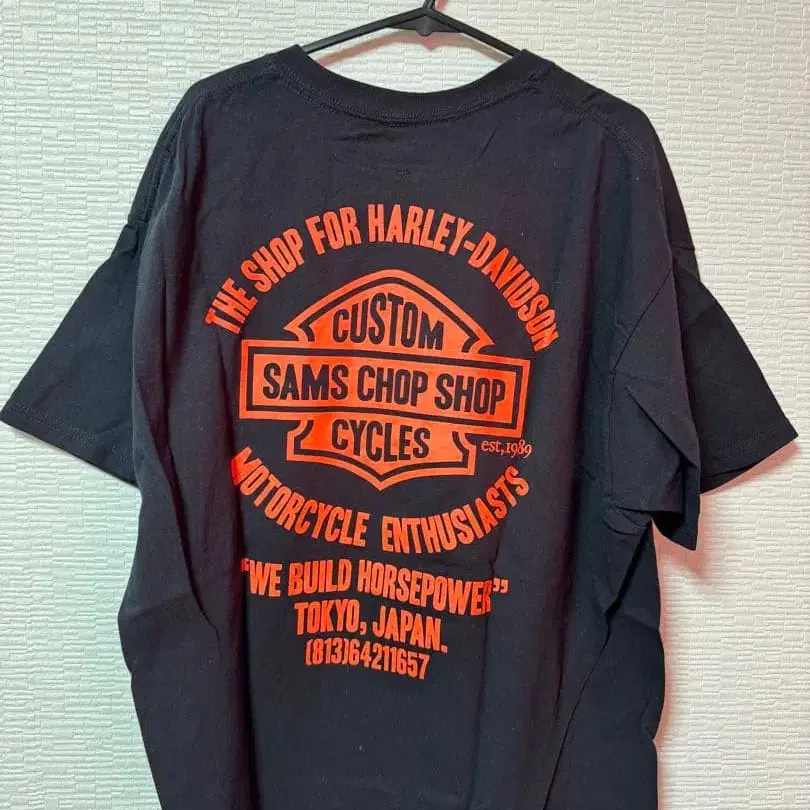 THE SHOP FOR HARLEY-DAVIDSON
CUSTOM
SAMS CHOP SHOP
CYCLES
est,1989
MOTORCYCLE ENTHUSIASTS
"WE BUILD HORSEPOWER"
TOKYO, JAPAN.
(813)64211657